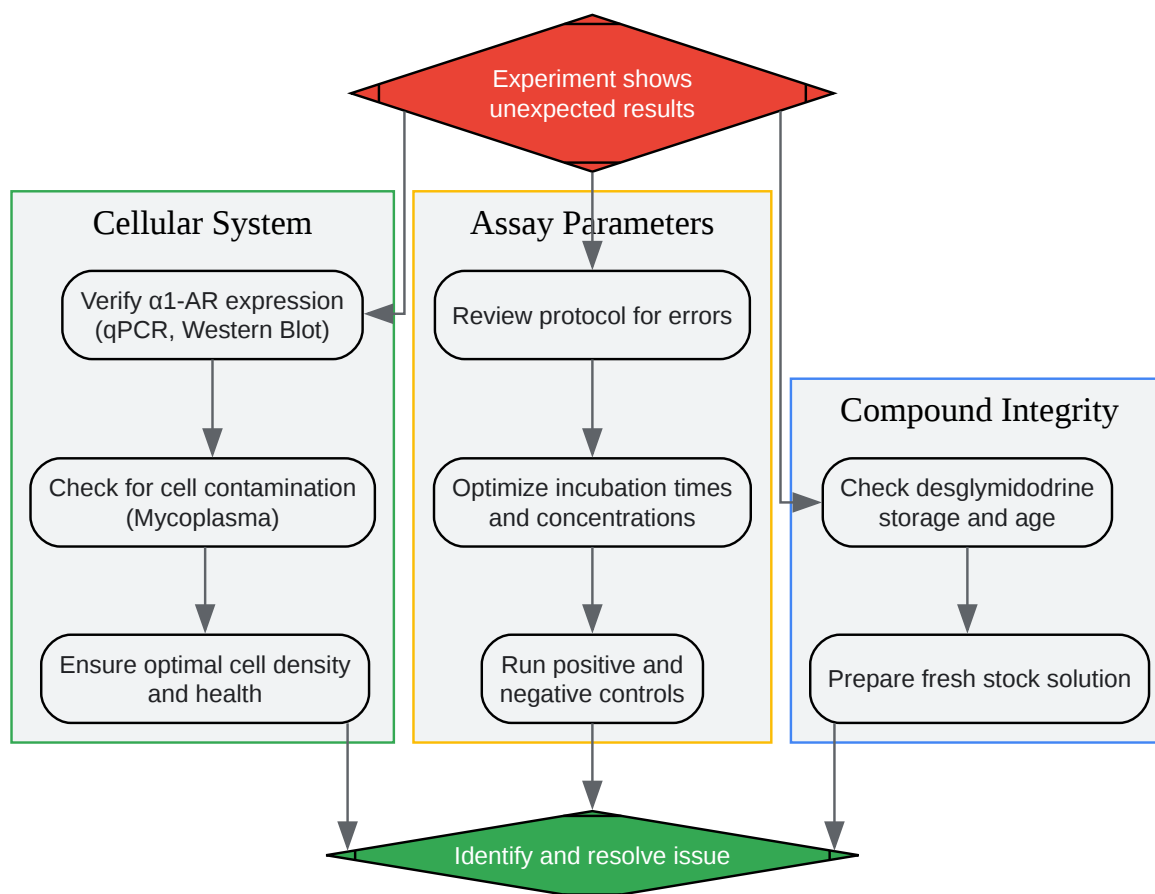 Experiment shows
unexpected results
Cellular System
Verify α1-AR expression
(qPCR, Western Blot)
Check for cell contamination
(Mycoplasma)
Ensure optimal cell density
and health
Assay Parameters
Review protocol for errors
Optimize incubation times
and concentrations
Run positive and
negative controls
Compound Integrity
Check desglymidodrine
storage and age
Prepare fresh stock solution
Identify and resolve issue